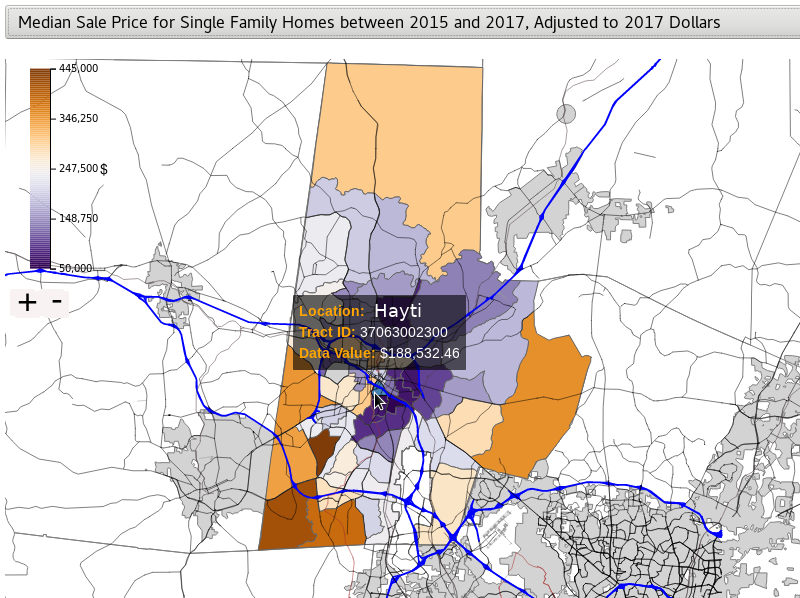 Median Sale Price for Single Family Homes between 2015 and 2017, Adjusted to 2017 Dollars
445,000
346,250
247,500 $
148,750
50,000
+ -
Location: Hayti
Tract ID: 37063002300
Data Value: $188,532.46